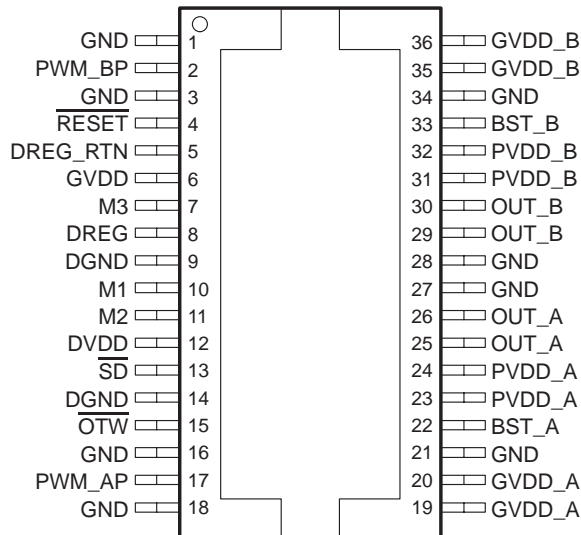 GND 1 36 GVDD_B
PWM_BP 2 35 GVDD_B
GND 3 34 GND
RESET 4 33 BST_B
DREG_RTN 5 32 PVDD_B
GVDD 6 31 PVDD_B
M3 7 30 OUT_B
DREG 8 29 OUT_B
DGND 9 28 GND
M1 10 27 GND
M2 11 26 OUT_A
DVDD 12 25 OUT_A
SD 13 24 PVDD_A
DGND 14 23 PVDD_A
OTW 15 22 BST_A
GND 16 21 GND
PWM_AP 17 20 GVDD_A
GND 18 19 GVDD_A